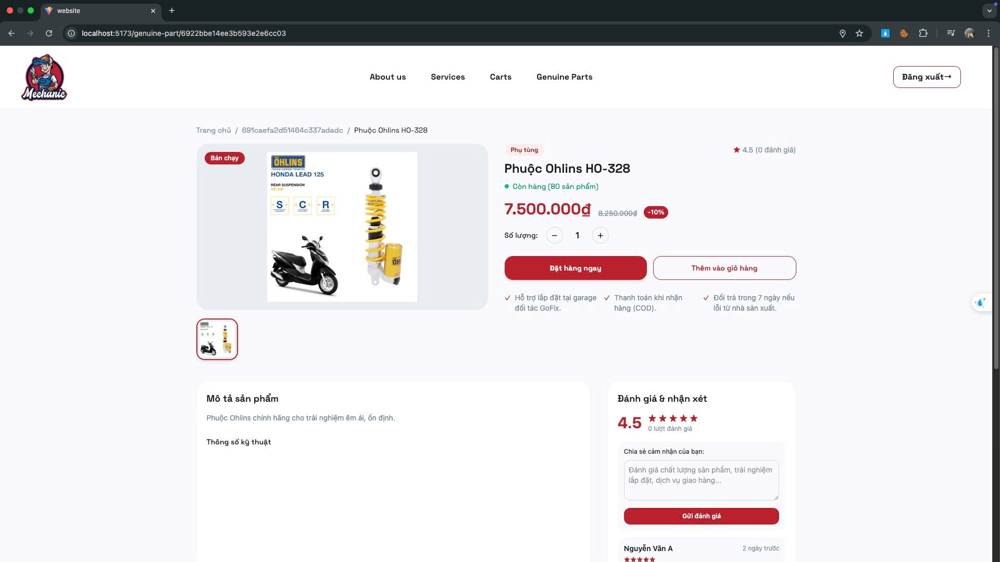 website
localhost:5173/genuine-part/6922bbe14ee3b593e2e6cc03
Mechanic
About us
Services
Carts
Genuine Parts
Đăng xuất→
Trang chủ / 691caefa2d51464c337adadc / Phuộc Ohlins HO-328
Bán chạy
ÖHLINS
ADVANCED SUSPENSION TECHNOLOGY
HONDA LEAD 125
REAR SUSPENSION
- S +
- C +
- R +
Phụ tùng
★ 4.5 (0 đánh giá)
Phuộc Ohlins HO-328
Còn hàng (80 sản phẩm)
7.500.000₫ 8.250.000₫ -10%
Số lượng: − 1 +
Đặt hàng ngay
Thêm vào giỏ hàng
Hỗ trợ lắp đặt tại garage
đối tác GoFix.
Thanh toán khi nhận
hàng (COD).
Đổi trả trong 7 ngày nếu
lỗi từ nhà sản xuất.
Mô tả sản phẩm
Phuộc Ohlins chính hãng cho trải nghiệm êm ái, ổn định.
Thông số kỹ thuật
Đánh giá & nhận xét
4.5 ★★★★★
0 lượt đánh giá
Chia sẻ cảm nhận của bạn:
Đánh giá chất lượng sản phẩm, trải nghiệm
lắp đặt, dịch vụ giao hàng...
Gửi đánh giá
Nguyễn Văn A
2 ngày trước
★★★★★